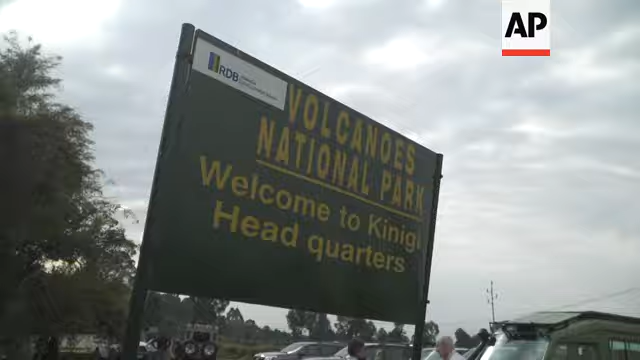 AP
RDB
VOLCANOES
NATIONAL PARK
Welcome to Kinigi
Head quarters